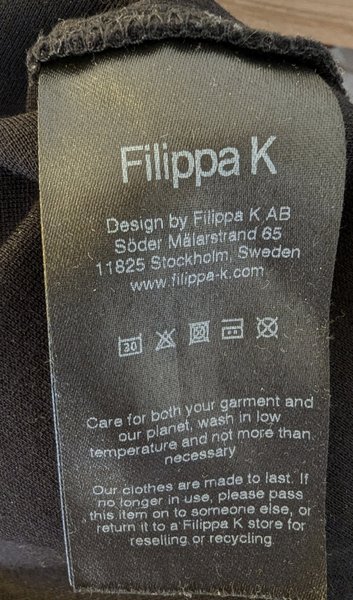 Filippa K
Design by Filippa K AB
Söder Mälarstrand 65
11825 Stockholm, Sweden
www.filippa-k.com
30
Care for both your garment and
our planet, wash in low
temperature and not more than
necessary
Our clothes are made to last. If
no longer in use, please pass
this item on to someone else, or
return it to a Filippa K store for
reselling or recycling